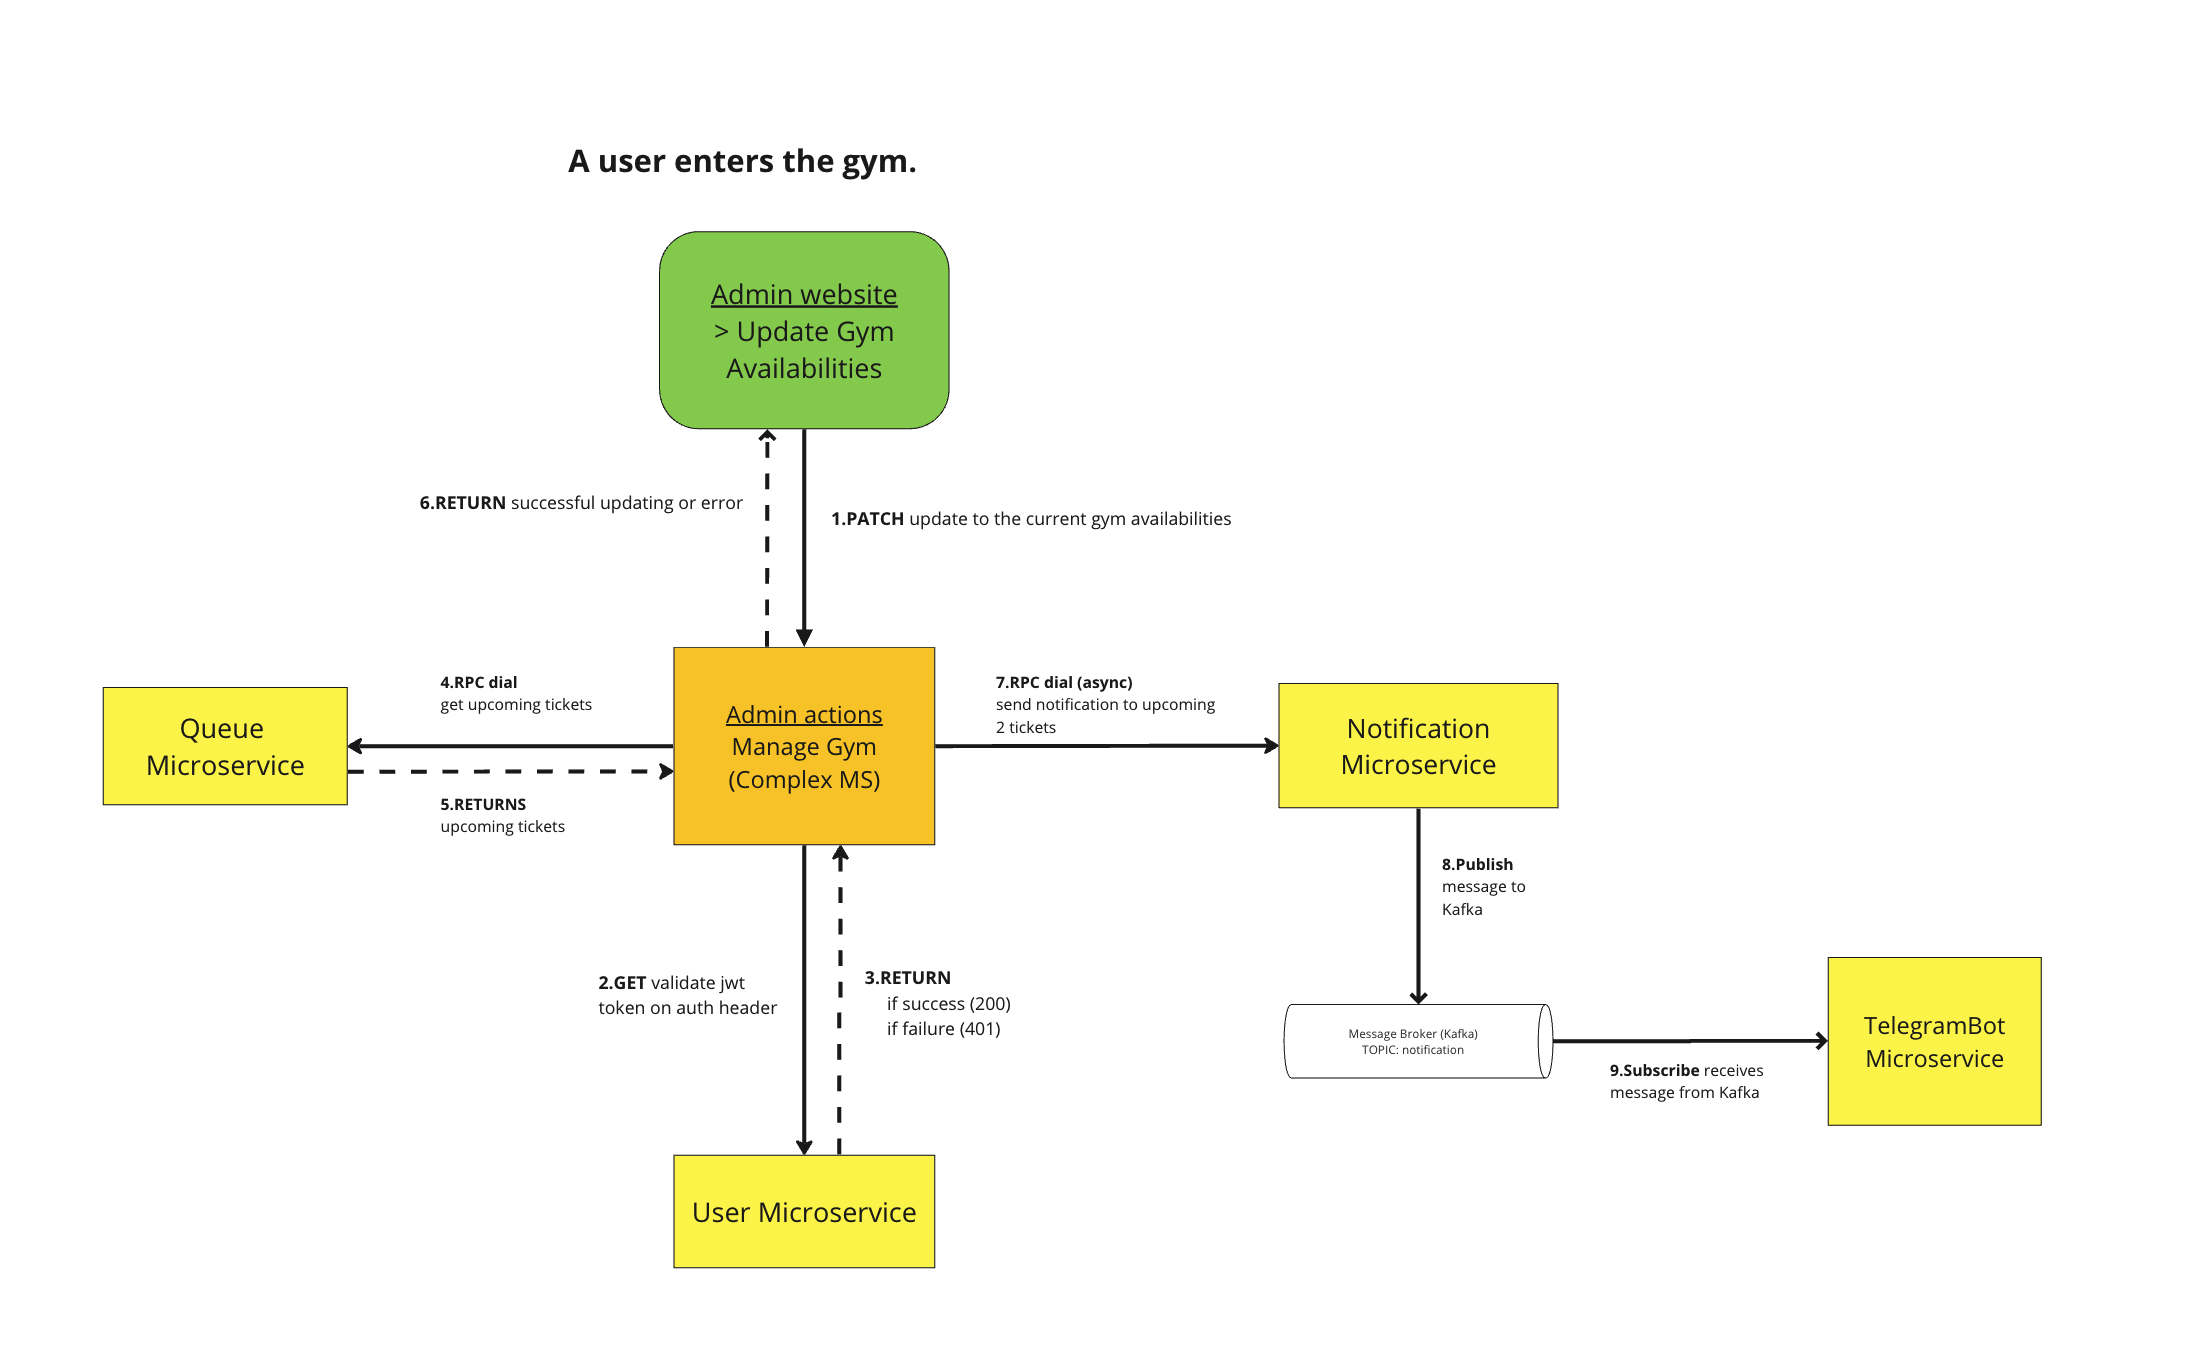 A user enters the gym.
Admin website
> Update Gym
Availabilities
6.RETURN successful updating or error
1.PATCH update to the current gym availabilities
4.RPC dial
get upcoming tickets
7.RPC dial (async)
send notification to upcoming
2 tickets
Queue
Microservice
Admin actions
Manage Gym
(Complex MS)
Notification
Microservice
5.RETURNS
upcoming tickets
8.Publish
message to
Kafka
2.GET validate jwt
token on auth header
3.RETURN
if success (200)
if failure (401)
Message Broker (Kafka)
TOPIC: notification
9.Subscribe receives
message from Kafka
TelegramBot
Microservice
User Microservice